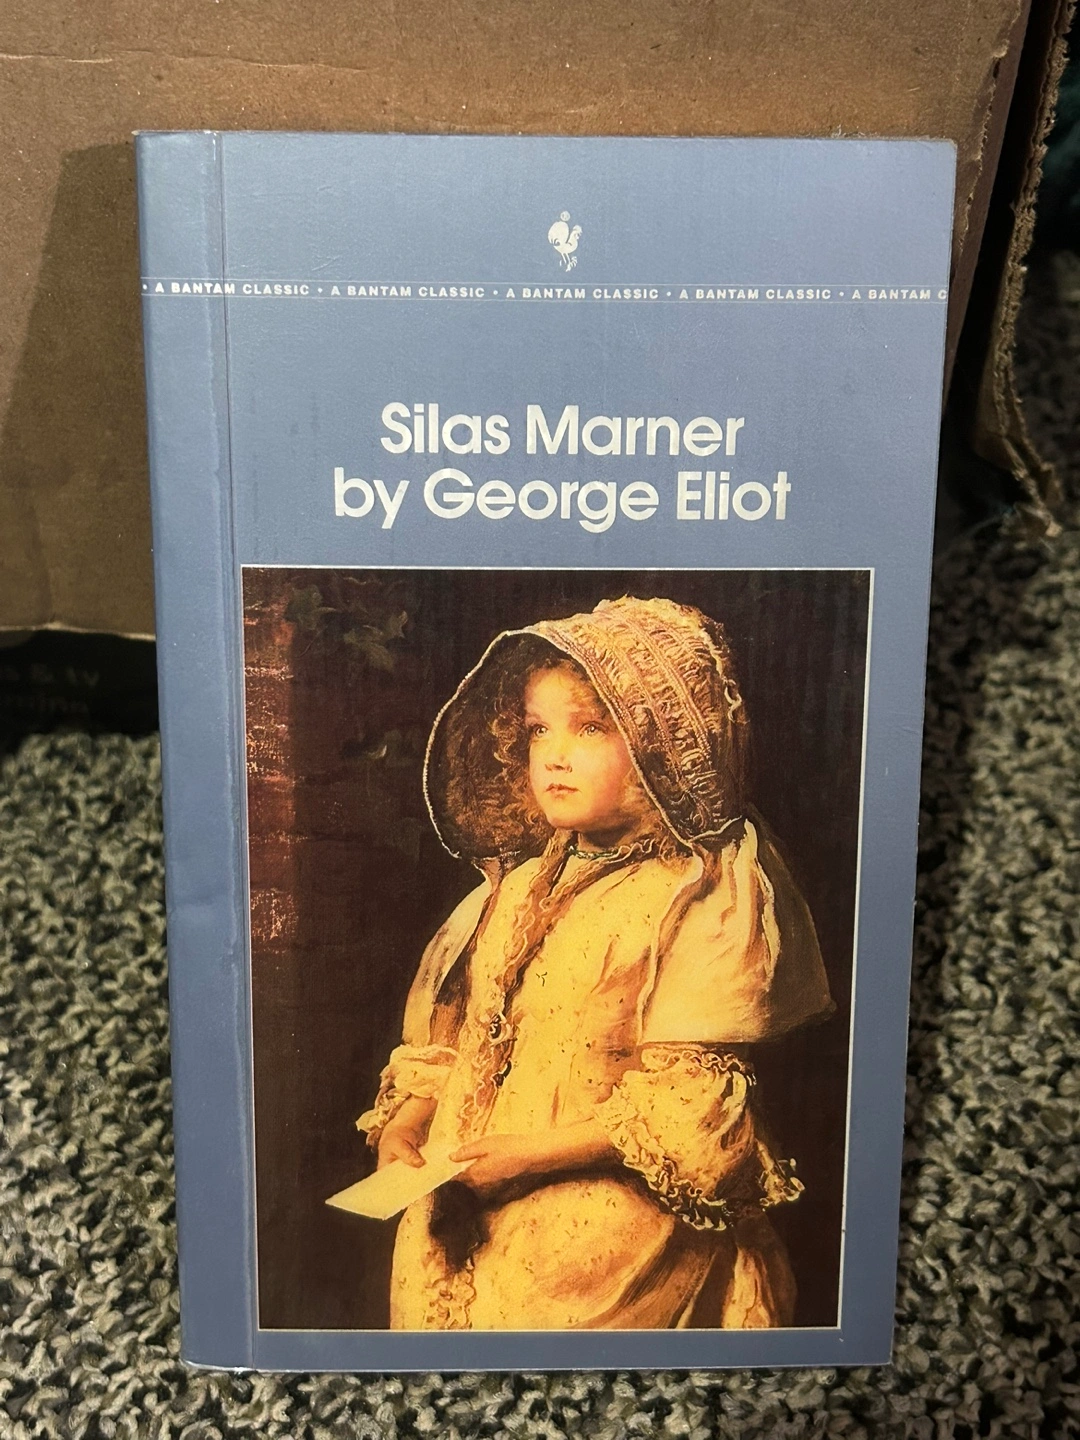 • A BANTAM CLASSIC • A BANTAM CLASSIC • A BANTAM CLASSIC • A BANTAM CLASSIC • A BANTAM C
Silas Marner
by George Eliot